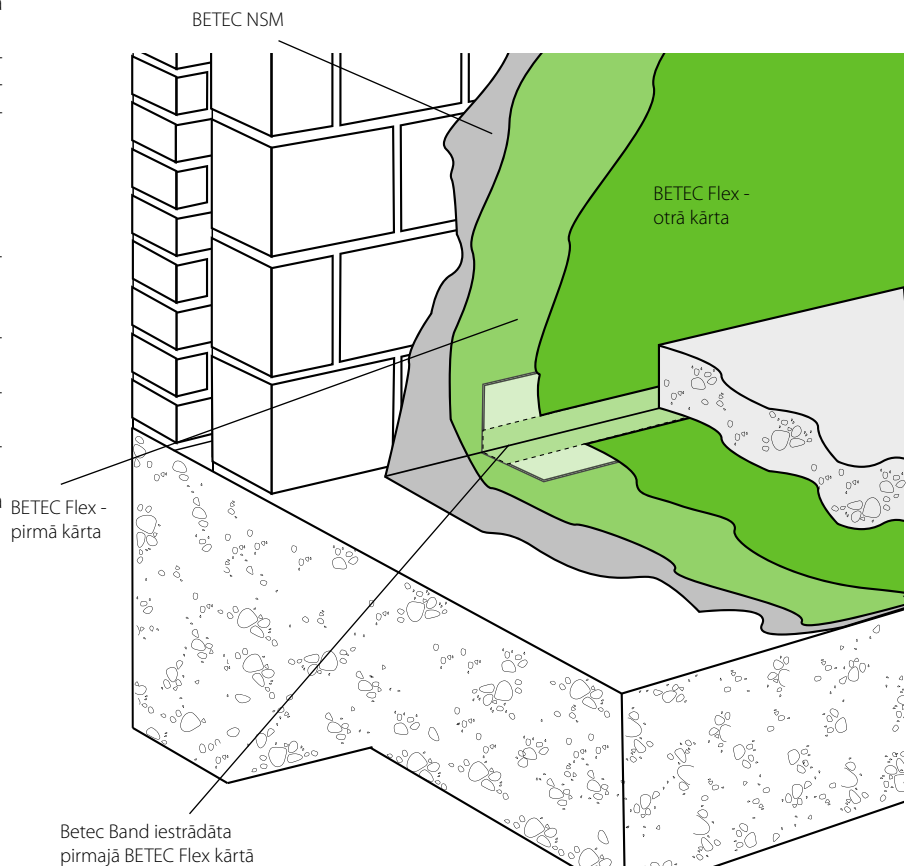 BETEC NSM
BETEC Flex -
otrā kārta
BETEC Flex -
pirmā kārta
Betec Band iestrādāta
pirmajā BETEC Flex kārtā